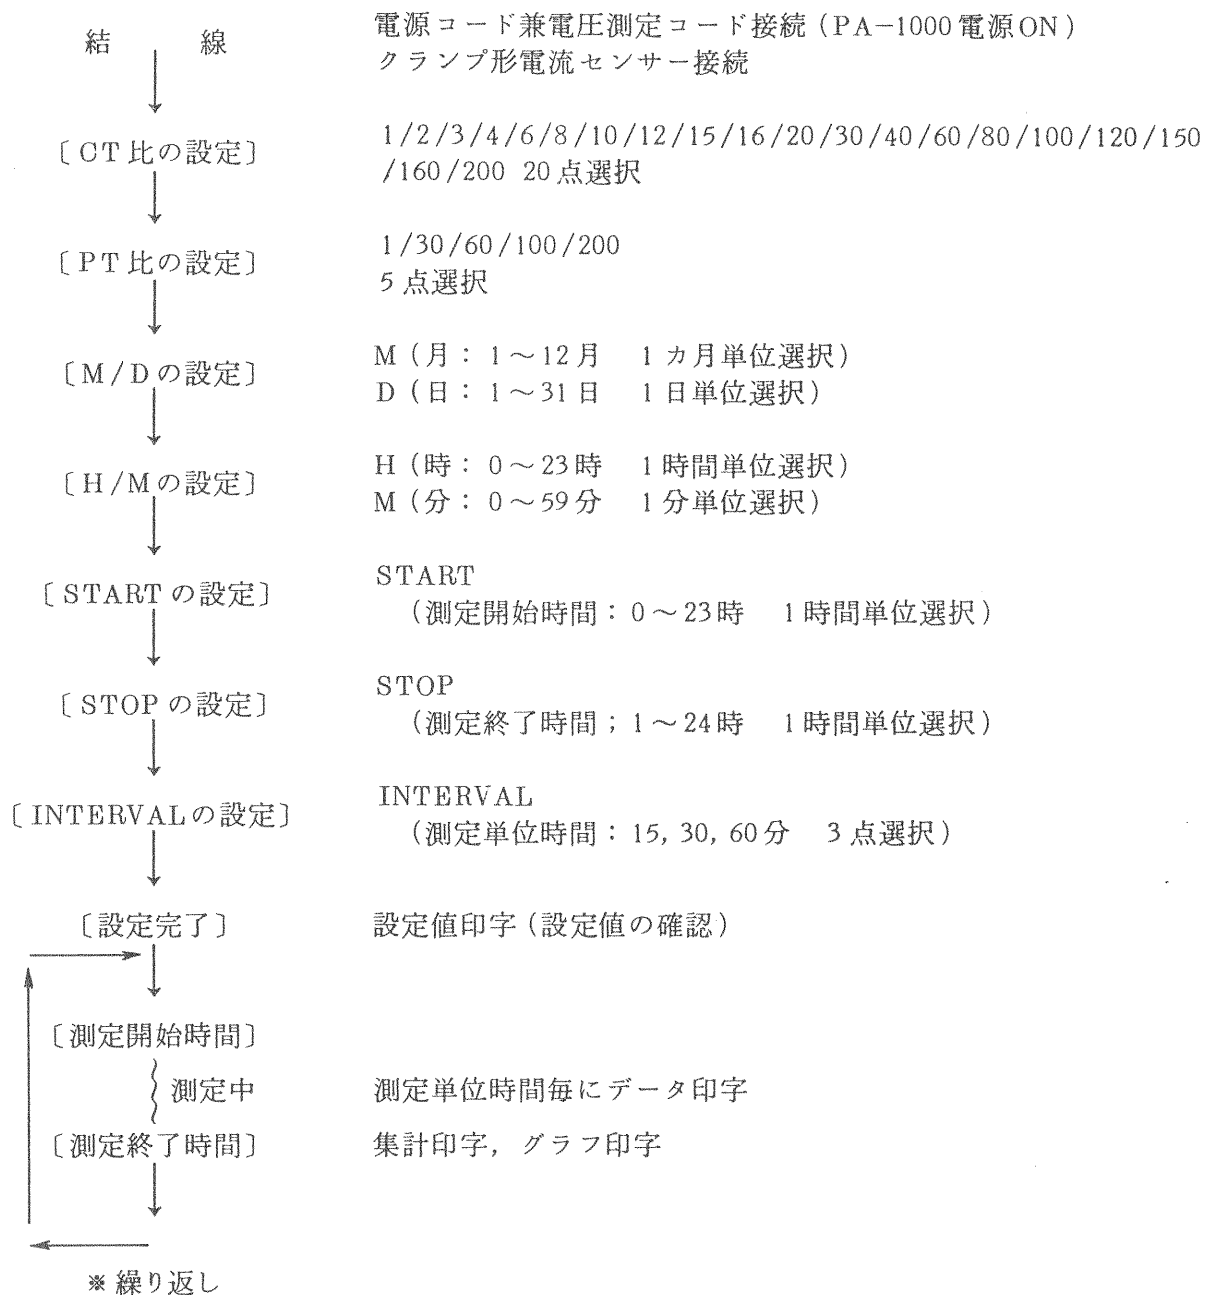 結線　電源コード兼電圧測定コード接続(PA-1000電源ON)
クランプ形電流センサー接続
〔CT比の設定〕　1/2/3/4/6/8/10/12/15/16/20/30/40/60/80/100/120/150
/160/200 20点選択
〔PT比の設定〕　1/30/60/100/200
5点選択
〔M/Dの設定〕　M(月：1～12月　1カ月単位選択)
D(日：1～31日　1日単位選択)
〔H/Mの設定〕　H(時：0～23時　1時間単位選択)
M(分：0～59分　1分単位選択)
〔STARTの設定〕　START
(測定開始時間：0～23時　1時間単位選択)
〔STOPの設定〕　STOP
(測定終了時間；1～24時　1時間単位選択)
〔INTERVALの設定〕　INTERVAL
(測定単位時間：15, 30, 60分　3点選択)
〔設定完了〕　設定値印字(設定値の確認)
〔測定開始時間〕
測定中　測定単位時間毎にデータ印字
〔測定終了時間〕　集計印字，グラフ印字
※繰り返し